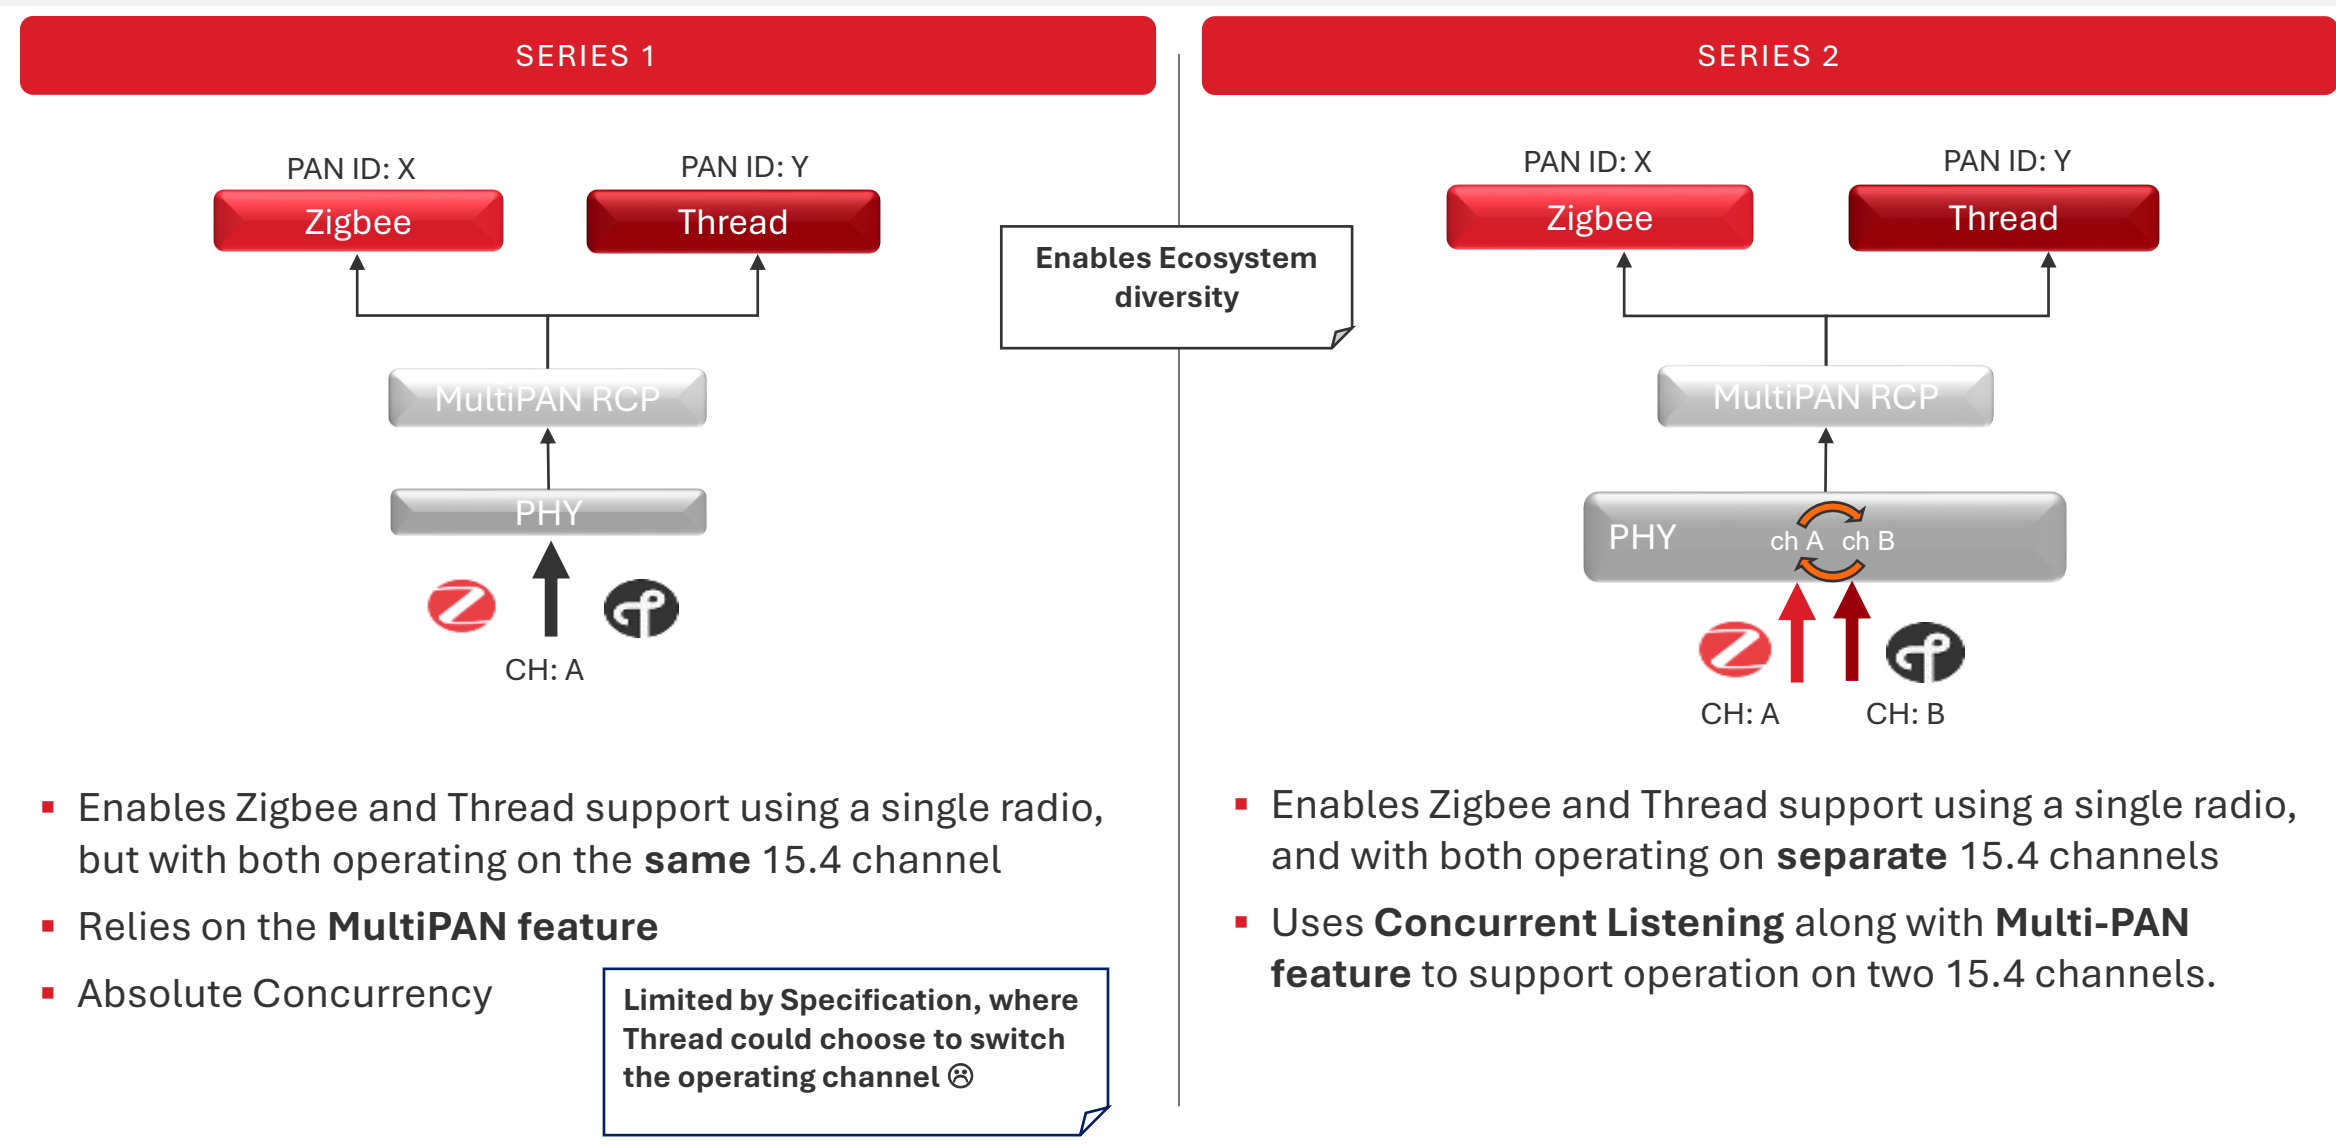 SERIES 1
PAN ID: X
PAN ID: Y
Zigbee
Thread
MultiPAN RCP
PHY
CH: A
▪ Enables Zigbee and Thread support using a single radio,
but with both operating on the same 15.4 channel
▪ Relies on the MultiPAN feature
▪ Absolute Concurrency
Limited by Specification, where
Thread could choose to switch
the operating channel ☹
Enables Ecosystem
diversity
SERIES 2
PAN ID: X
PAN ID: Y
Zigbee
Thread
MultiPAN RCP
PHY
ch A ch B
CH: A
CH: B
▪ Enables Zigbee and Thread support using a single radio,
and with both operating on separate 15.4 channels
▪ Uses Concurrent Listening along with Multi-PAN
feature to support operation on two 15.4 channels.